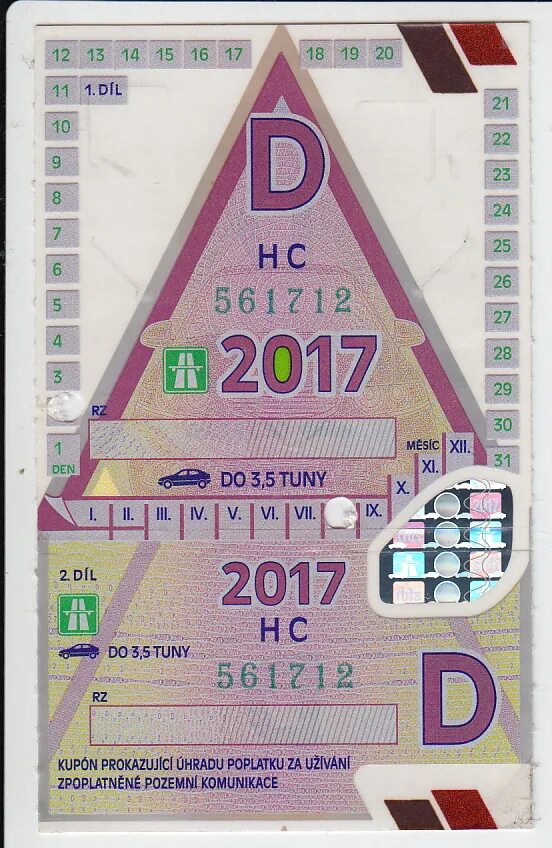 12 13 14 15 16 17 18 19 20
11 1. DÍL
10
9
8
7
6
5
4
3
1
DEN
21
22
23
24
25
26
27
28
29
30
31
D
HC
561712
2017
RZ
DO 3,5 TUNY
MĚSÍC
I. II. III. IV. V. VI. VII. IX. X. XI. XII.
2. DÍL
2017
HC
DO 3,5 TUNY
561712
D
RZ
KUPÓN PROKAZUJÍCÍ ÚHRADU POPLATKU ZA UŽÍVÁNÍ
ZPOPLATNĚNÉ POZEMNÍ KOMUNIKACE